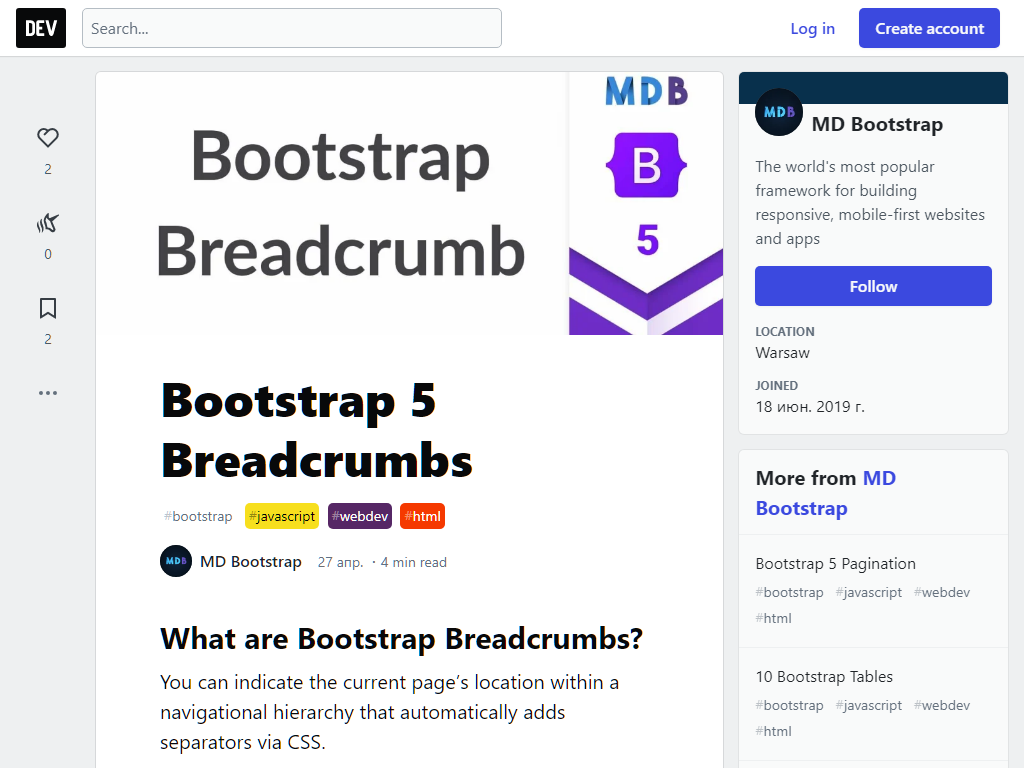 DEV
Search...
Log in
Create account
2
0
2
Bootstrap
Breadcrumb
MDB
B
5
Bootstrap 5
Breadcrumbs
#bootstrap #javascript #webdev #html
MDB MD Bootstrap 27 апр. · 4 min read
What are Bootstrap Breadcrumbs?
You can indicate the current page’s location within a
navigational hierarchy that automatically adds
separators via CSS.
MDB
MD Bootstrap
The world's most popular
framework for building
responsive, mobile-first websites
and apps
Follow
LOCATION
Warsaw
JOINED
18 июн. 2019 г.
More from MD
Bootstrap
Bootstrap 5 Pagination
#bootstrap #javascript #webdev
#html
10 Bootstrap Tables
#bootstrap #javascript #webdev
#html